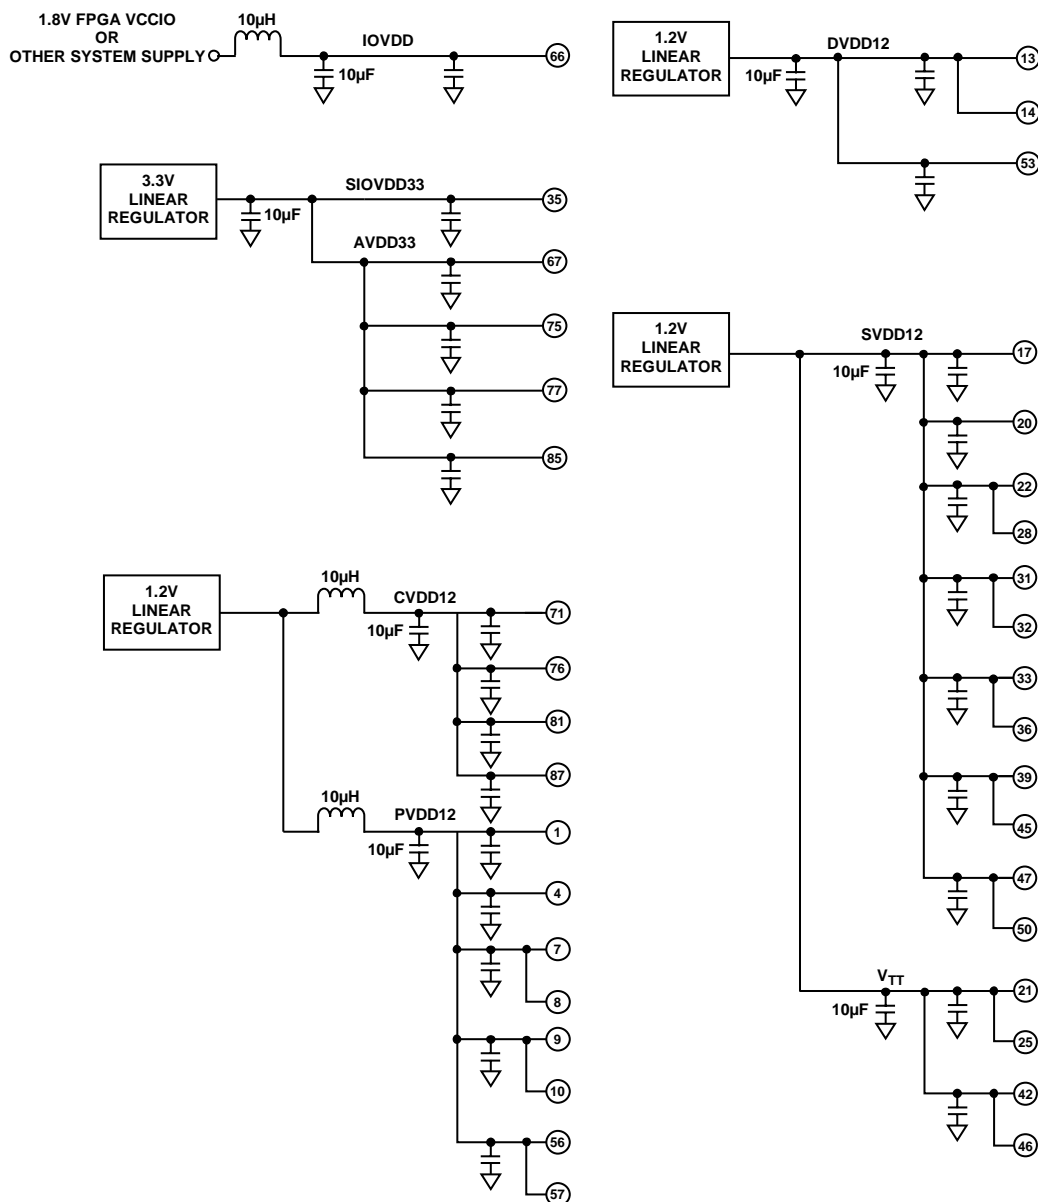 1.8V FPGA VCCIO
OR
OTHER SYSTEM SUPPLY
10µH
IOVDD
10µF
66
3.3V
LINEAR
REGULATOR
10µF
SIOVDD33
35
AVDD33
67
75
77
85
1.2V
LINEAR
REGULATOR
10µH
CVDD12
10µF
71
76
81
87
10µH
PVDD12
10µF
1
4
7
8
9
10
56
57
1.2V
LINEAR
REGULATOR
10µF
DVDD12
13
14
53
1.2V
LINEAR
REGULATOR
SVDD12
10µF
17
20
22
28
31
32
33
36
39
45
47
50
VTT
10µF
21
25
42
46